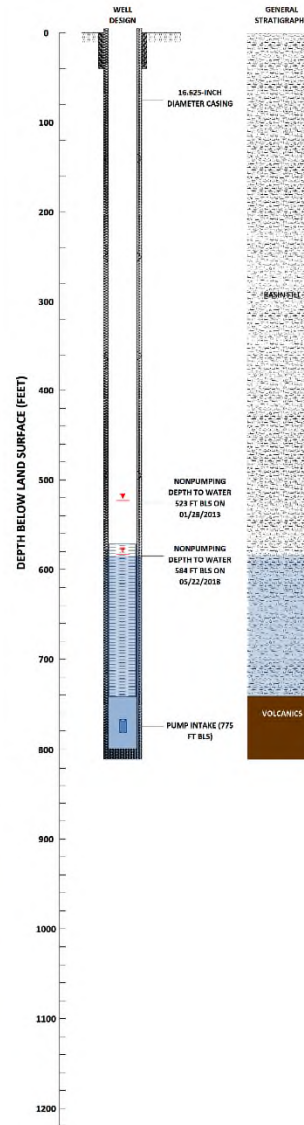 WELL
DESIGN
GENERAL
STRATIGRAPH
0
16.625-INCH
DIAMETER CASING
100
200
BASIN FILL
300
400
DEPTH BELOW LAND SURFACE (FEET)
500
NONPUMPING
DEPTH TO WATER
523 FT BLS ON
01/28/2013
NONPUMPING
DEPTH TO WATER
584 FT BLS ON
05/22/2018
600
700
VOLCANICS
PUMP INTAKE (775
FT BLS)
800
900
1000
1100
1200